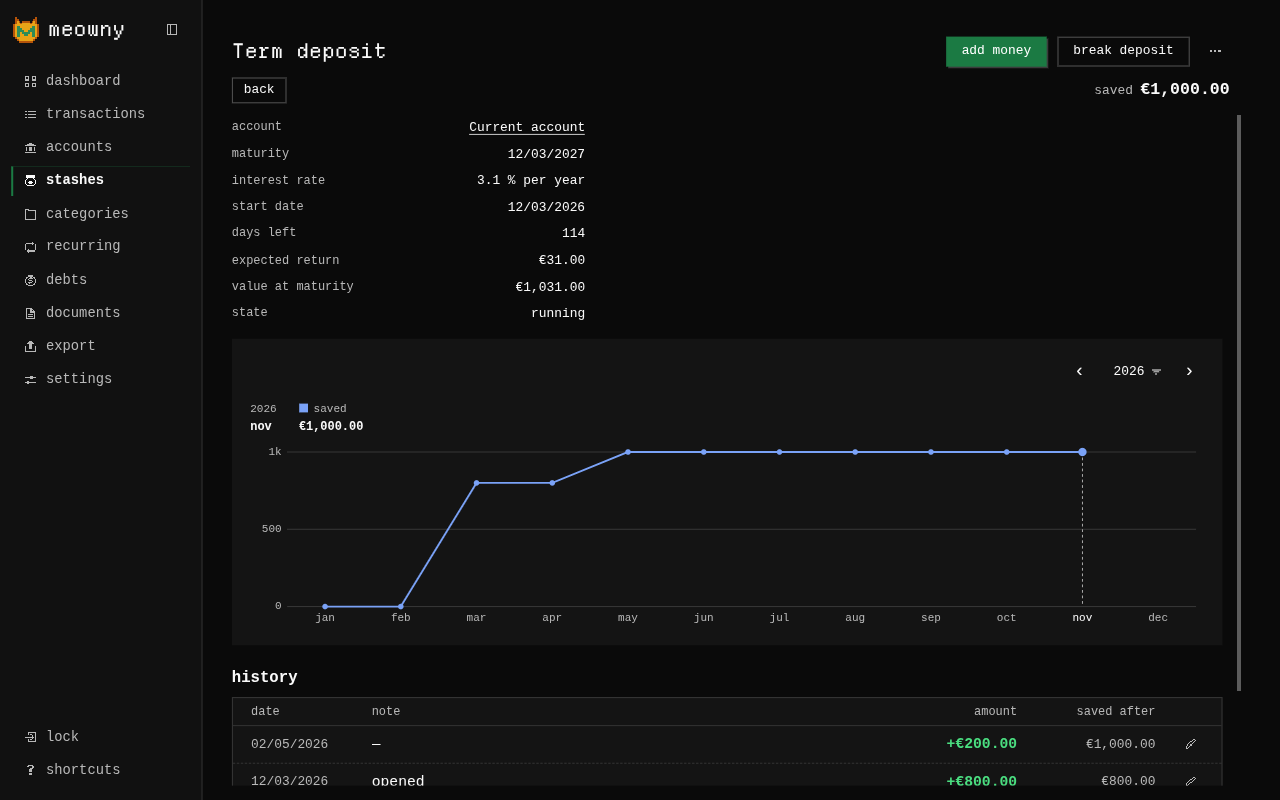 meowny
dashboard
transactions
accounts
stashes
categories
recurring
debts
documents
export
settings
lock
shortcuts
Term deposit
add money
break deposit
back
saved €1,000.00
account Current account
maturity 12/03/2027
interest rate 3.1 % per year
start date 12/03/2026
days left 114
expected return €31.00
value at maturity €1,031.00
state running
‹ 2026 ›
2026 saved
nov €1,000.00
1k
500
0
jan feb mar apr may jun jul aug sep oct nov dec
history
date note amount saved after
02/05/2026 — +€200.00 €1,000.00
12/03/2026 opened +€800.00 €800.00